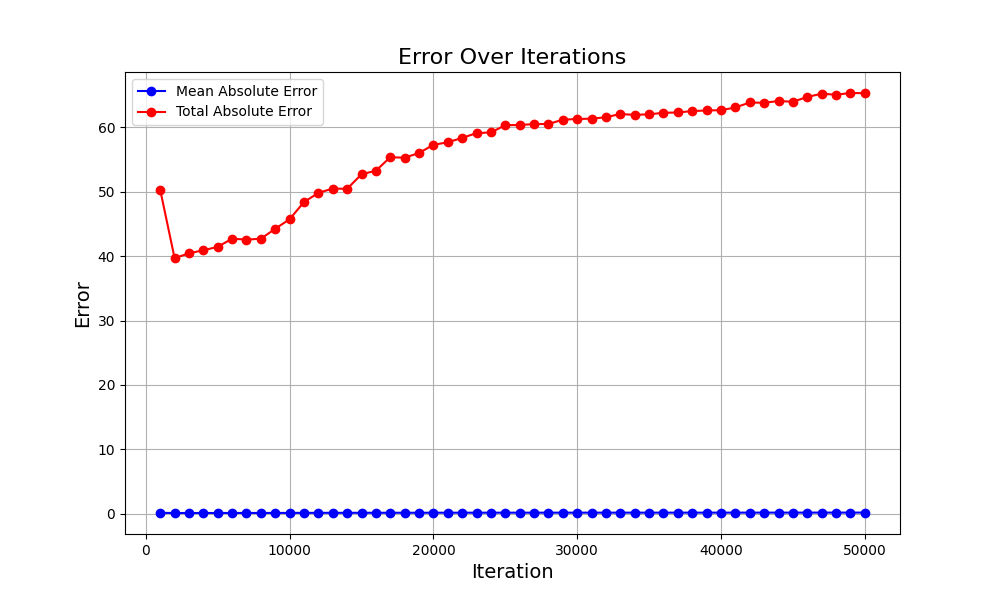 Error Over Iterations
Mean Absolute Error
Total Absolute Error
Error
60
50
40
30
20
10
0
0 10000 20000 30000 40000 50000
Iteration